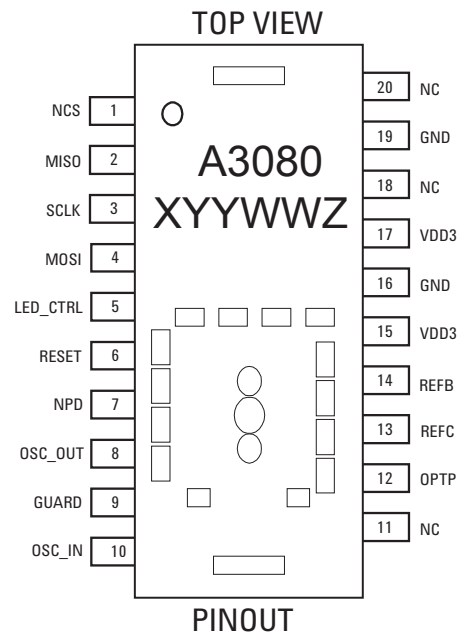 TOP VIEW
NCS 1
MISO 2
SCLK 3
MOSI 4
LED_CTRL 5
RESET 6
NPD 7
OSC_OUT 8
GUARD 9
OSC_IN 10
A3080
XYYWWZ
20 NC
19 GND
18 NC
17 VDD3
16 GND
15 VDD3
14 REFB
13 REFC
12 OPTP
11 NC
PINOUT